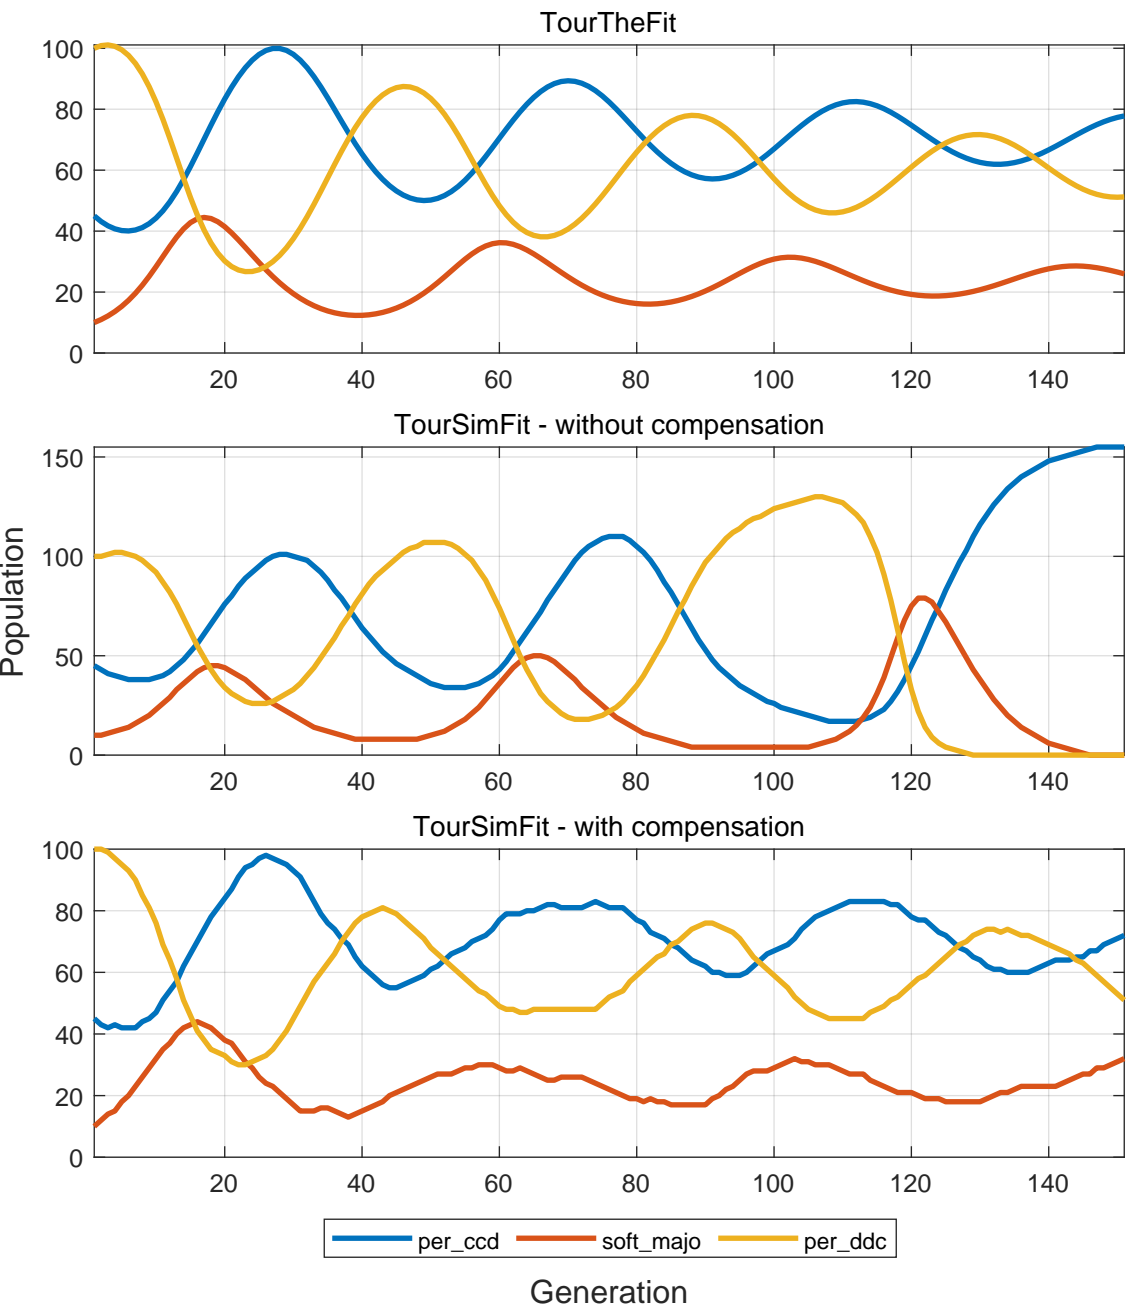 TourTheFit
100
80
60
40
20
0
20 40 60 80 100 120 140
TourSimFit - without compensation
150
100
50
0
20 40 60 80 100 120 140
Population
TourSimFit - with compensation
100
80
60
40
20
0
20 40 60 80 100 120 140
per_ccd soft_majo per_ddc
Generation